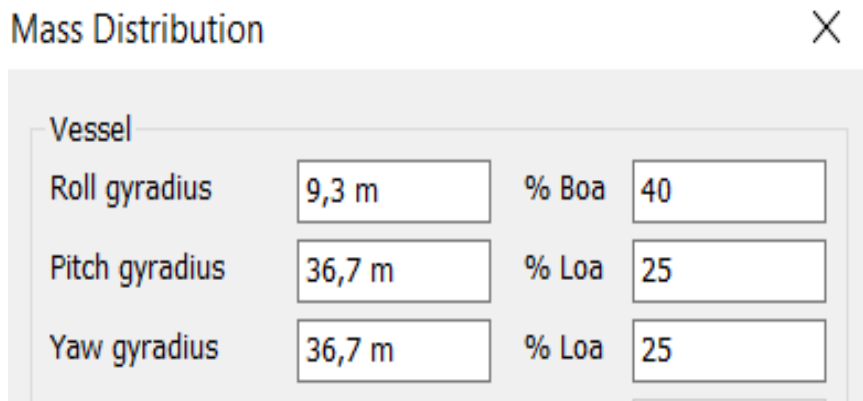 Mass Distribution
Vessel
Roll gyradius 9,3 m % Boa 40
Pitch gyradius 36,7 m % Loa 25
Yaw gyradius 36,7 m % Loa 25